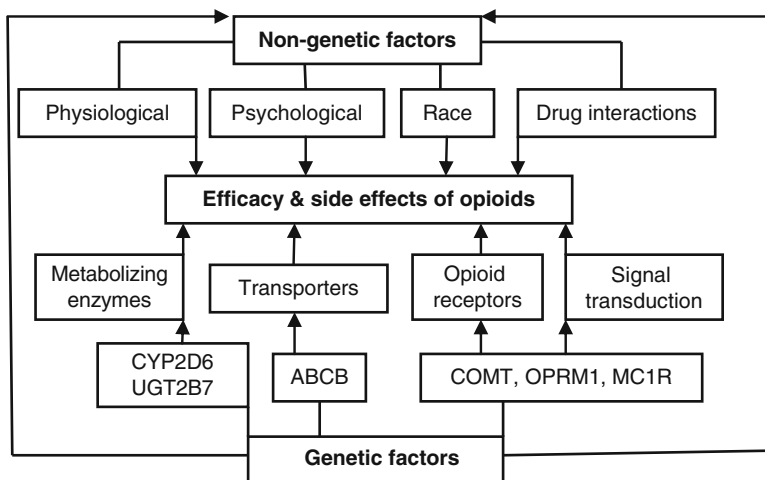 Non-genetic factors
Physiological
Psychological
Race
Drug interactions
Efficacy & side effects of opioids
Metabolizing
enzymes
Transporters
Opioid
receptors
Signal
transduction
CYP2D6
UGT2B7
ABCB
COMT, OPRM1, MC1R
Genetic factors